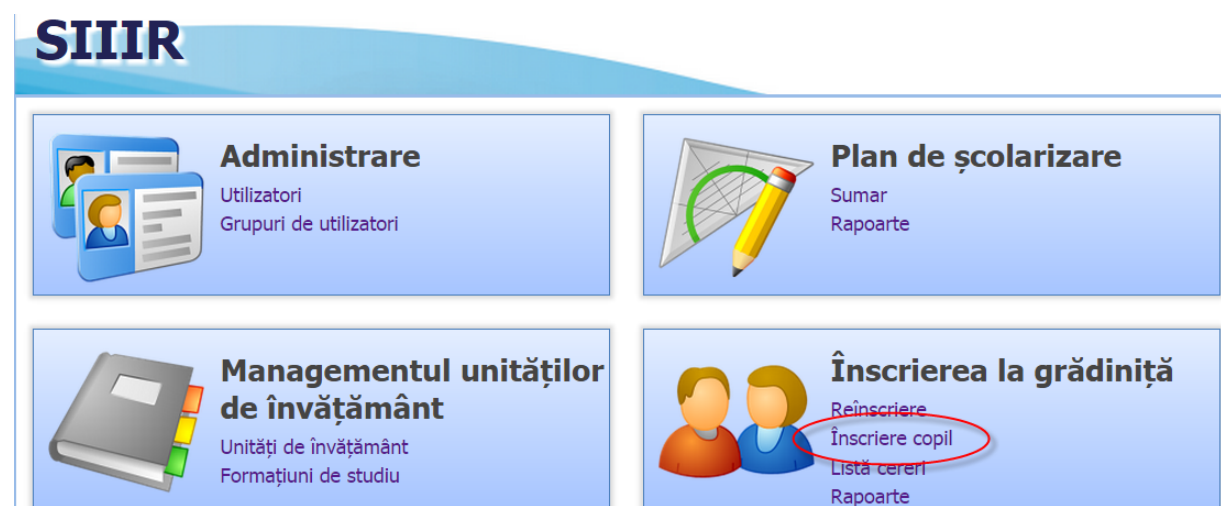 SIIIR
Administrare
Utilizatori
Grupuri de utilizatori
Plan de școlarizare
Sumar
Rapoarte
Managementul unităților
de învățământ
Unități de învățământ
Formațiuni de studiu
Înscrierea la grădiniță
Reînscriere
Înscriere copil
Listă cereri
Rapoarte